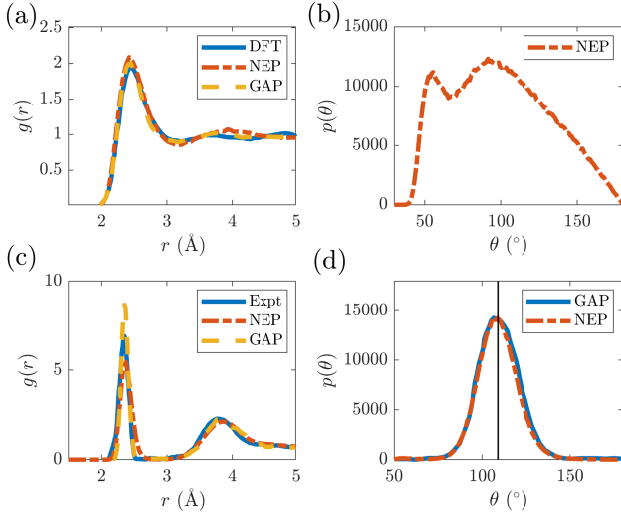 (a)
2.5
2
1.5
1
0.5
g(r)
2
3
4
5
r (Å)
DFT
NEP
GAP
(b)
15000
10000
5000
0
p(θ)
50
100
150
θ (°)
NEP
(c)
10
5
0
g(r)
2
3
4
5
r (Å)
Expt
NEP
GAP
(d)
15000
10000
5000
0
p(θ)
50
100
150
θ (°)
GAP
NEP